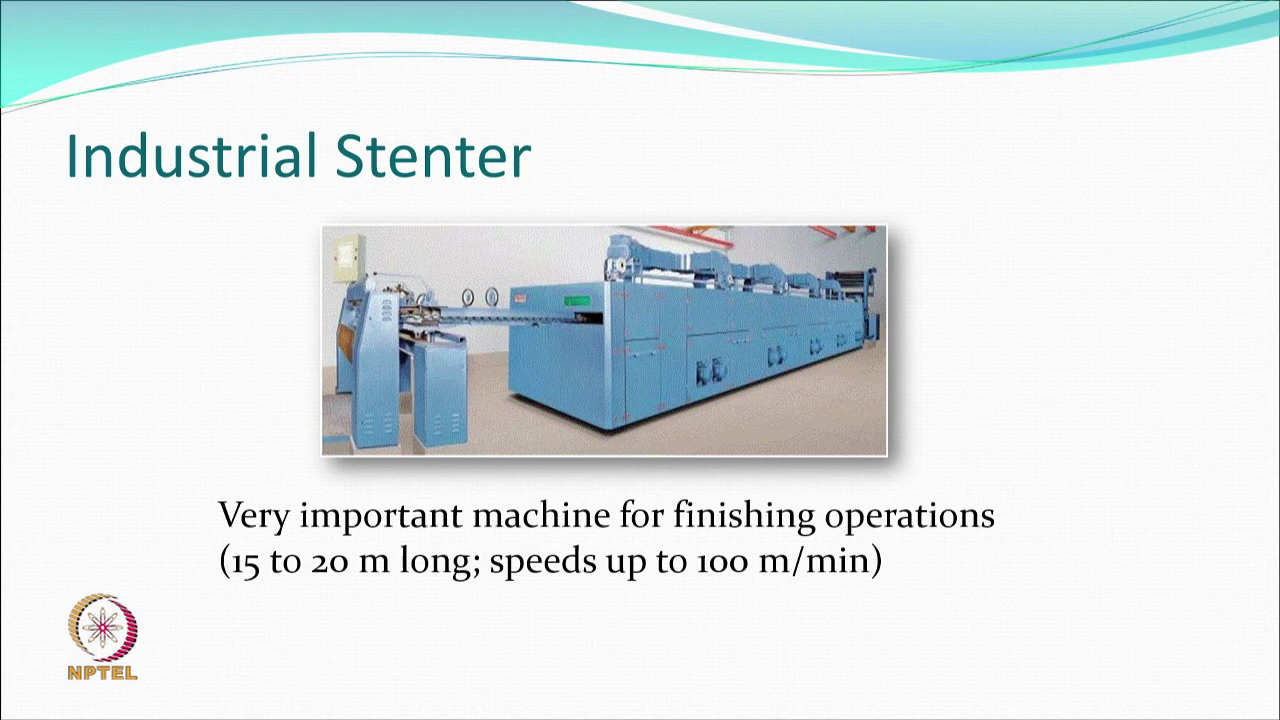 Industrial Stenter
Very important machine for finishing operations
(15 to 20 m long; speeds up to 100 m/min)
NPTEL